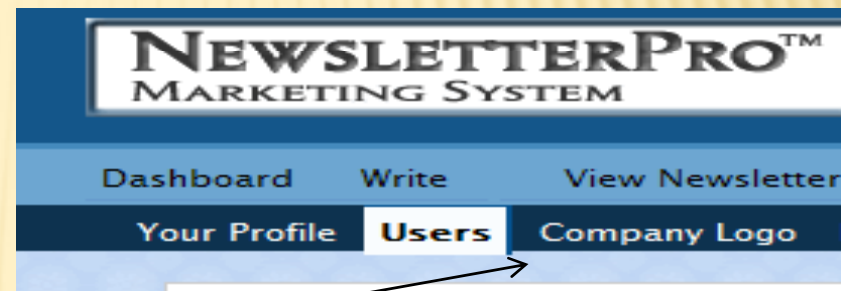 NEWSLETTERPRO™
MARKETING SYSTEM
Dashboard Write View Newsletter
Your Profile Users Company Logo